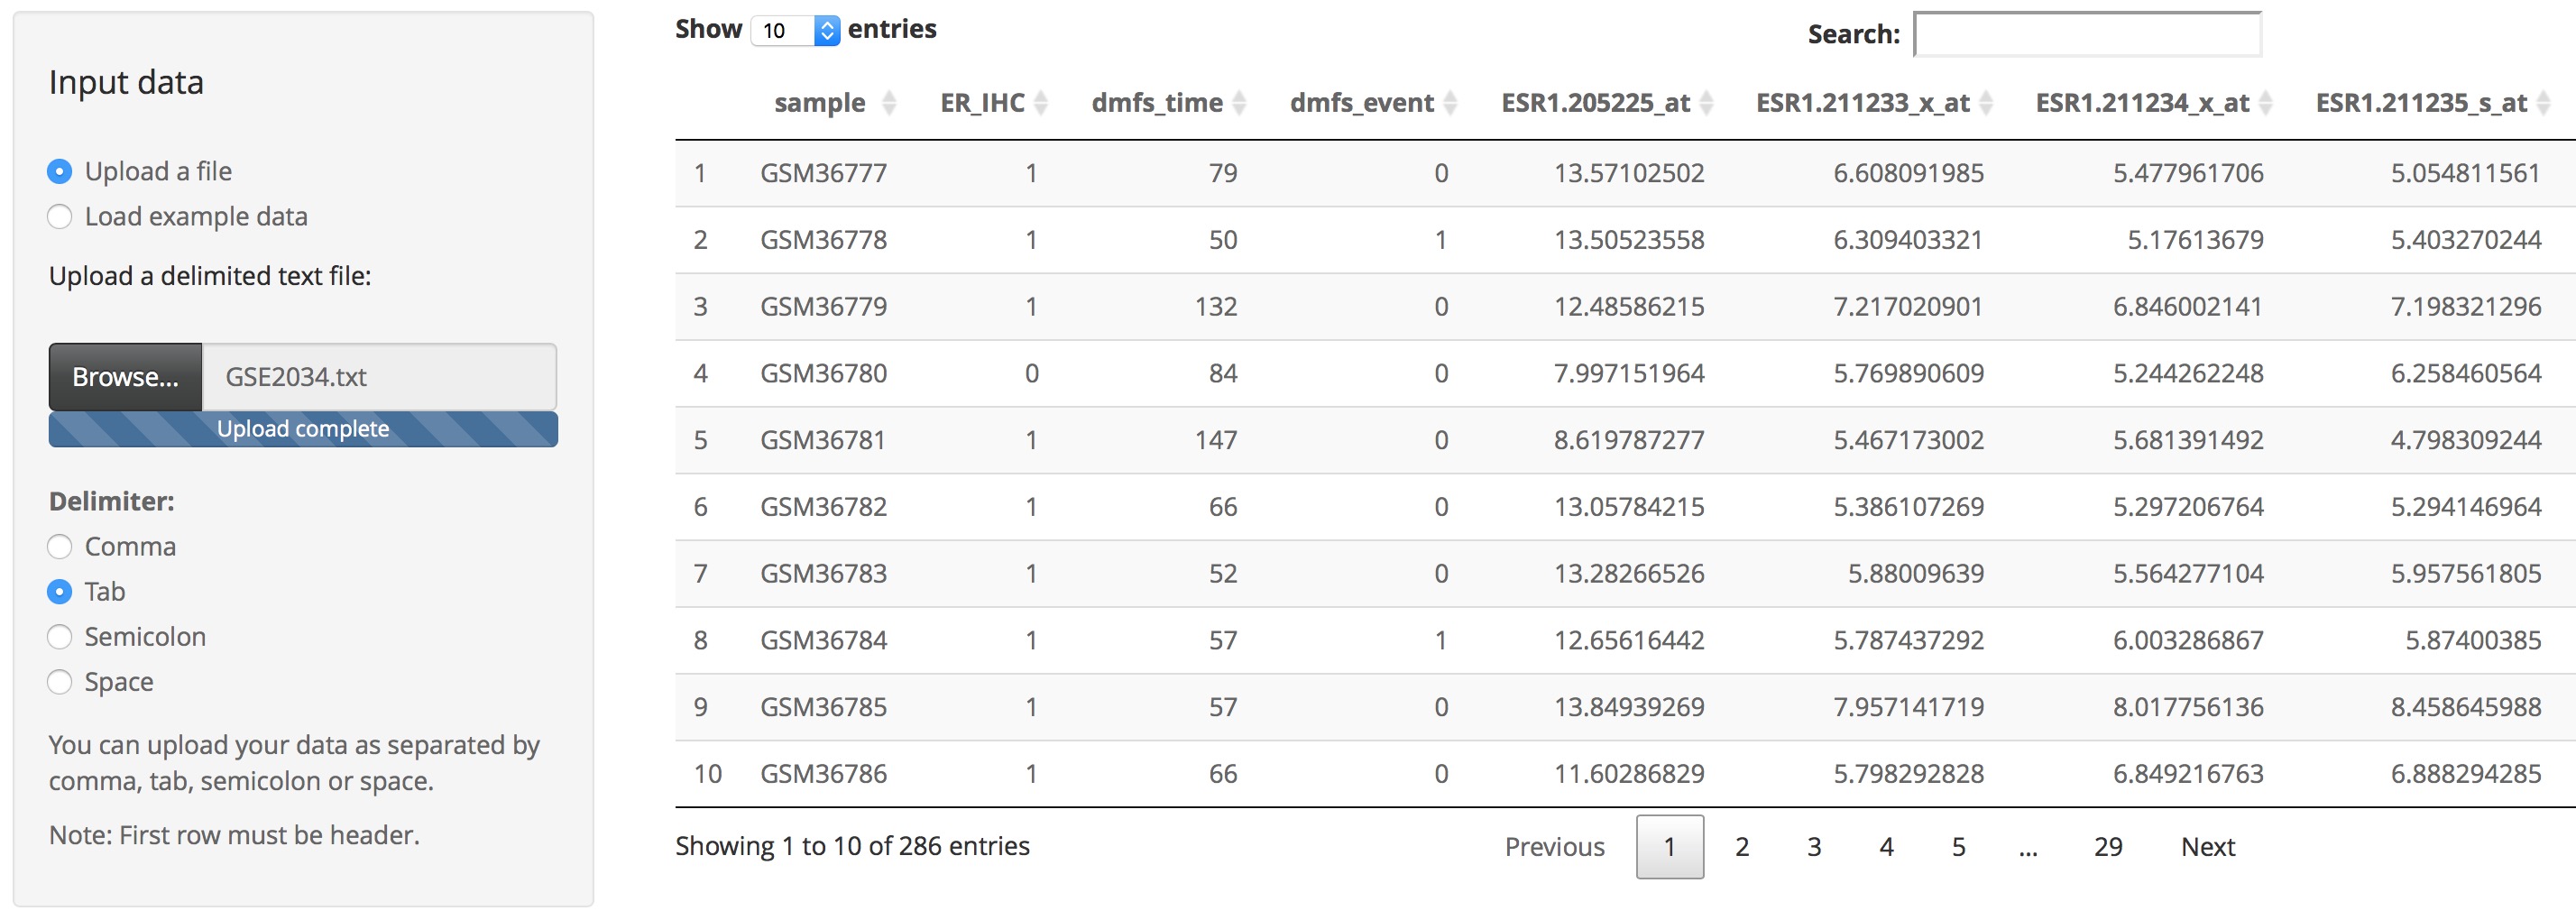 Input data
Upload a file
Load example data
Upload a delimited text file:
Browse... GSE2034.txt
Upload complete
Delimiter:
Comma
Tab
Semicolon
Space
You can upload your data as separated by
comma, tab, semicolon or space.
Note: First row must be header.
Show 10 entries
Search:
sample ER_IHC dmfs_time dmfs_event ESR1.205225_at ESR1.211233_x_at ESR1.211234_x_at ESR1.211235_s_at
1 GSM36777 1 79 0 13.57102502 6.608091985 5.477961706 5.054811561
2 GSM36778 1 50 1 13.50523558 6.309403321 5.17613679 5.403270244
3 GSM36779 1 132 0 12.48586215 7.217020901 6.846002141 7.198321296
4 GSM36780 0 84 0 7.997151964 5.769890609 5.244262248 6.258460564
5 GSM36781 1 147 0 8.619787277 5.467173002 5.681391492 4.798309244
6 GSM36782 1 66 0 13.05784215 5.386107269 5.297206764 5.294146964
7 GSM36783 1 52 0 13.28266526 5.88009639 5.564277104 5.957561805
8 GSM36784 1 57 1 12.65616442 5.787437292 6.003286867 5.87400385
9 GSM36785 1 57 0 13.84939269 7.957141719 8.017756136 8.458645988
10 GSM36786 1 66 0 11.60286829 5.798292828 6.849216763 6.888294285
Showing 1 to 10 of 286 entries
Previous 1 2 3 4 5 ... 29 Next